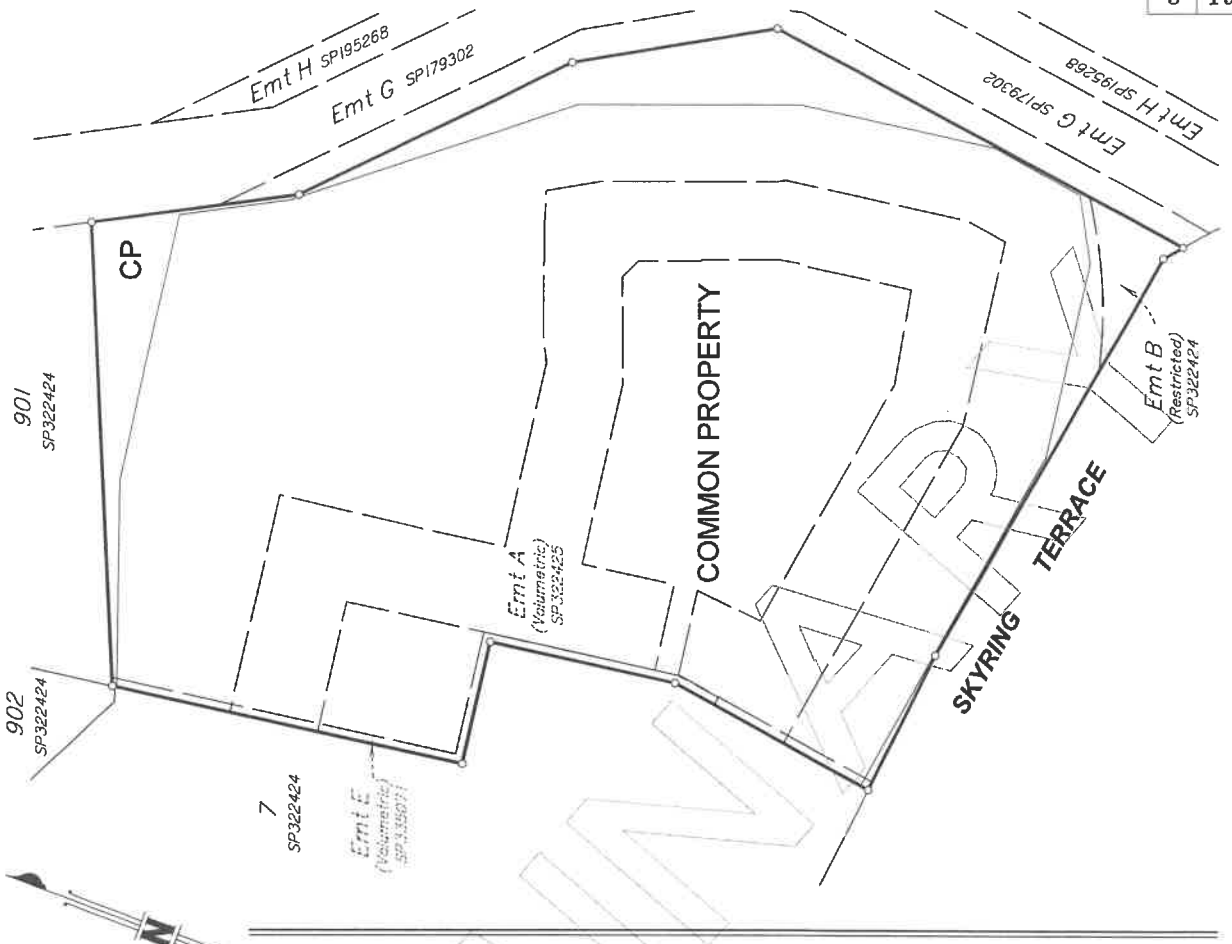 Emt H SP195268
Emt G SP179302
Emt H SP195268
Emt G SP179302
901
SP322424
CP
902
SP322424
7
SP322424
Emt A
(Volumetric)
SP322425
COMMON PROPERTY
Emt E
(Volumetric)
Emt B
(Restricted)
SP322424
SKYRING TERRACE
N